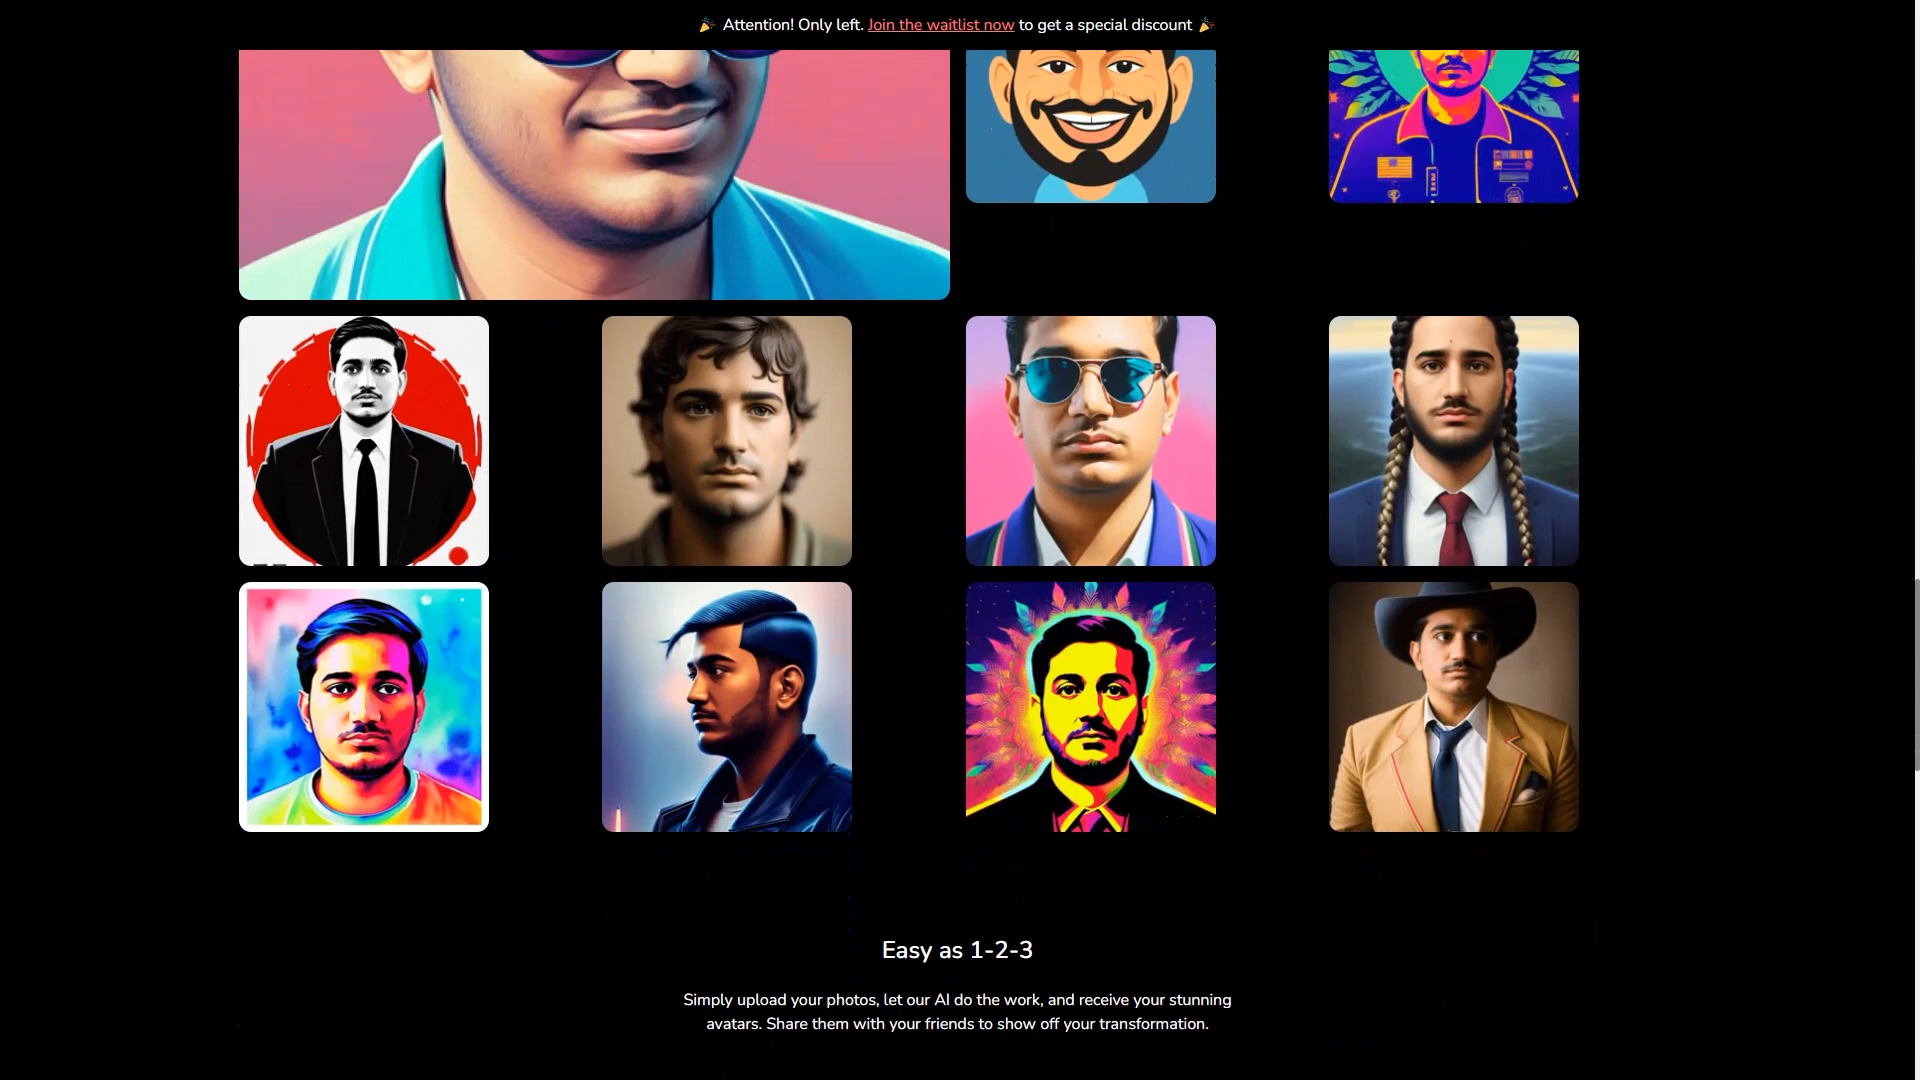 🎉 Attention! Only left. Join the waitlist now to get a special discount 🎉
Easy as 1-2-3
Simply upload your photos, let our AI do the work, and receive your stunning
avatars. Share them with your friends to show off your transformation.